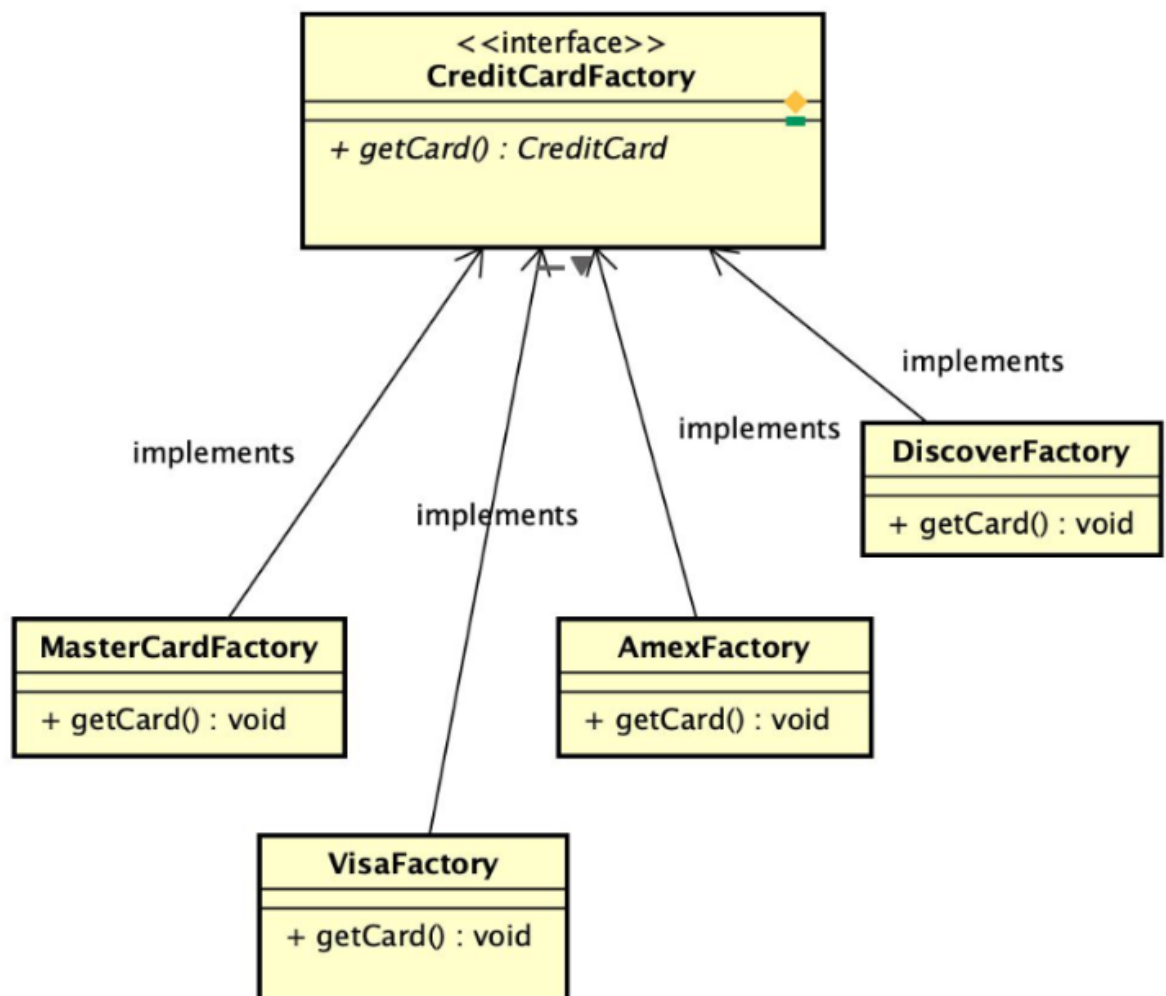 <<interface>>
CreditCardFactory
+ getCard() : CreditCard
implements
implements
implements
implements
DiscoverFactory
+ getCard() : void
MasterCardFactory
+ getCard() : void
AmexFactory
+ getCard() : void
VisaFactory
+ getCard() : void